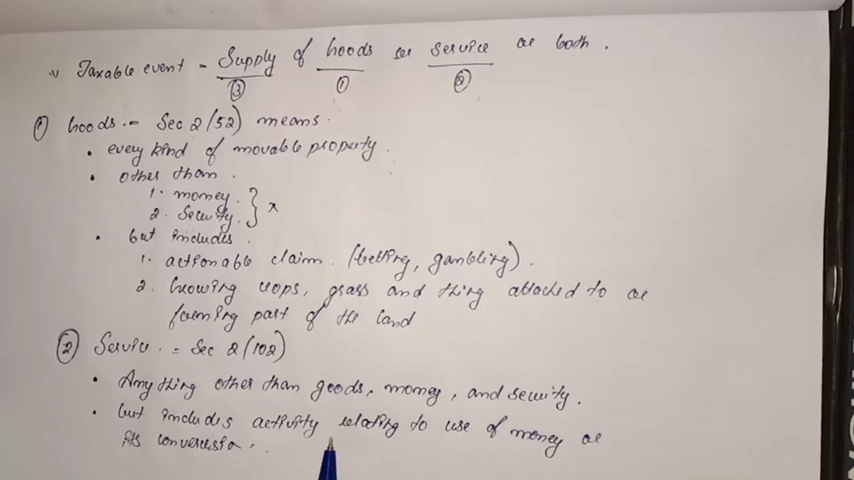 Taxable event - Supply of Goods or service or both.
③ ① ②
① Goods. - Sec 2(52) means.
• every kind of movable property.
• other than.
1. money.
2. Security. } x
• but includes.
1. actionable claim. (betting, gambling).
2. Growing crops, grass and thing attached to or
forming part of the land
② Service. = Sec 2(102)
• Anything other than goods, money, and security.
• but includes activity relating to use of money or
its conversion.